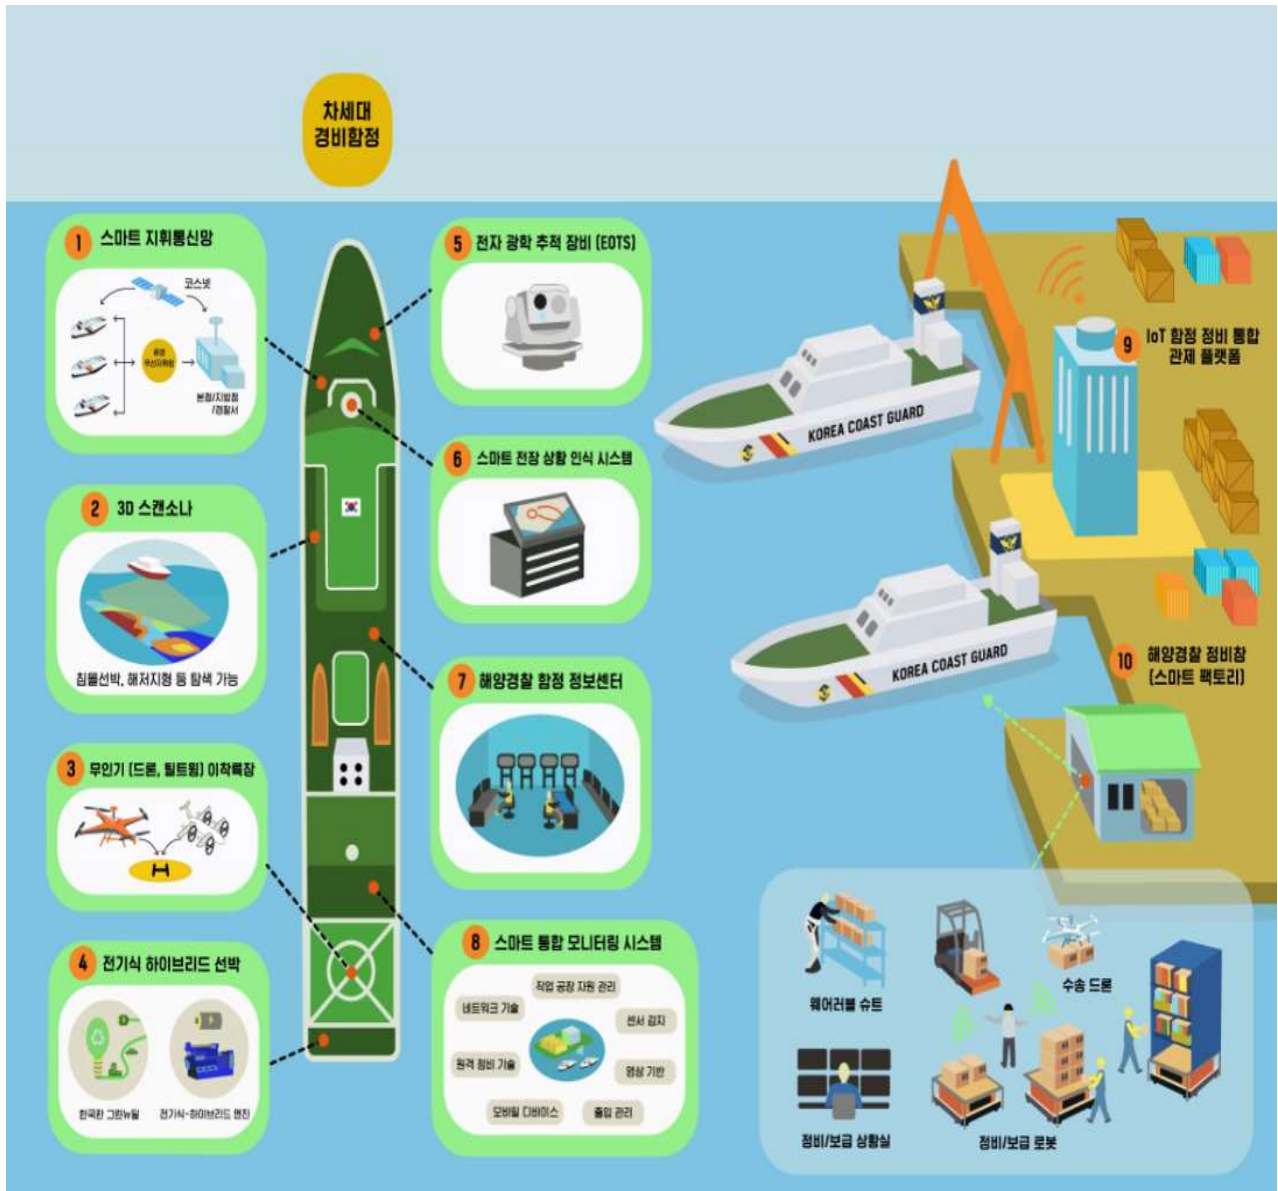 차세대
경비함정
1 스마트 지휘통신망
코스넷
본청/지방청
/경찰서
2 3D 스캔소나
침몰선박, 해저지형 등 탐색 가능
3 무인기 (드론, 틸트윙) 이착륙장
H
4 전기식 하이브리드 선박
한국판 그린뉴딜
전기식-하이브리드 엔진
5 전자 광학 추적 장비 (EOTS)
6 스마트 전장 상황 인식 시스템
7 해양경찰 함정 정보센터
8 스마트 통합 모니터링 시스템
작업 공장 자원 관리
네트워크 기술
센서 감지
원격 정비 기술
영상 기반
모바일 디바이스
출입 관리
KOREA COAST GUARD
KOREA COAST GUARD
9 IoT 함정 정비 통합
관제 플랫폼
10 해양경찰 정비창
(스마트 팩토리)
웨어러블 슈트
수송 드론
정비/보급 상황실
정비/보급 로봇